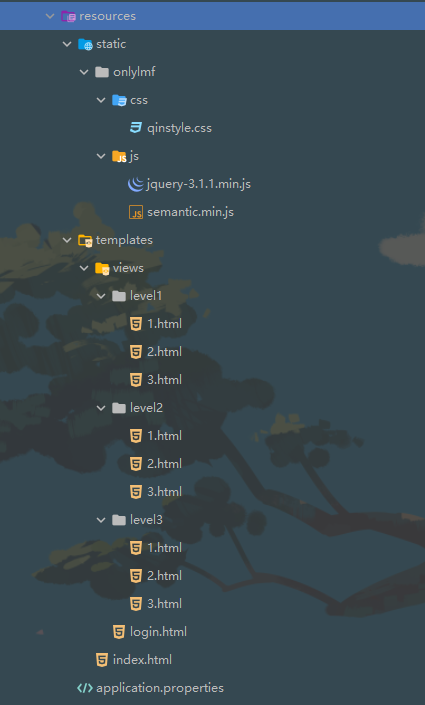 resources
static
onlylmf
css
qinstyle.css
js
jquery-3.1.1.min.js
semantic.min.js
templates
views
level1
1.html
2.html
3.html
level2
1.html
2.html
3.html
level3
1.html
2.html
3.html
login.html
index.html
application.properties